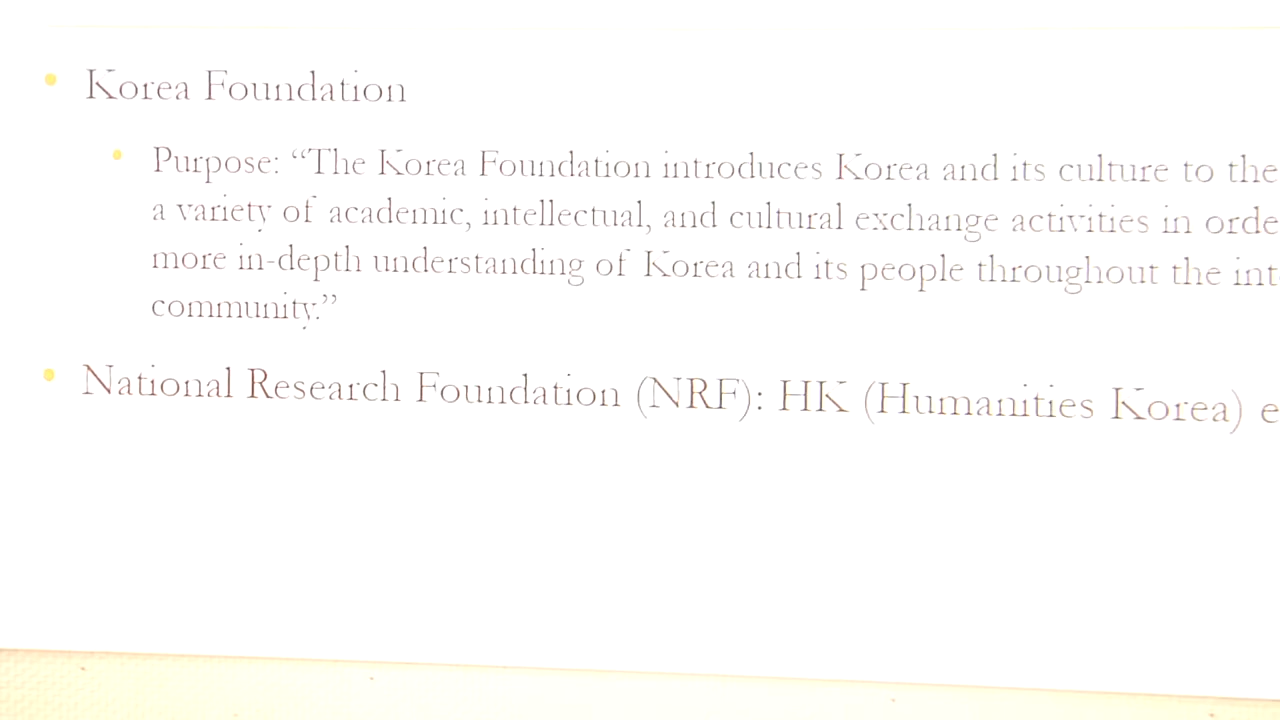 Korea Foundation
Purpose: “The Korea Foundation introduces Korea and its culture to the
a variety of academic, intellectual, and cultural exchange activities in orde
more in-depth understanding of Korea and its people throughout the int
community.”
National Research Foundation (NRF): HK (Humanities Korea) e